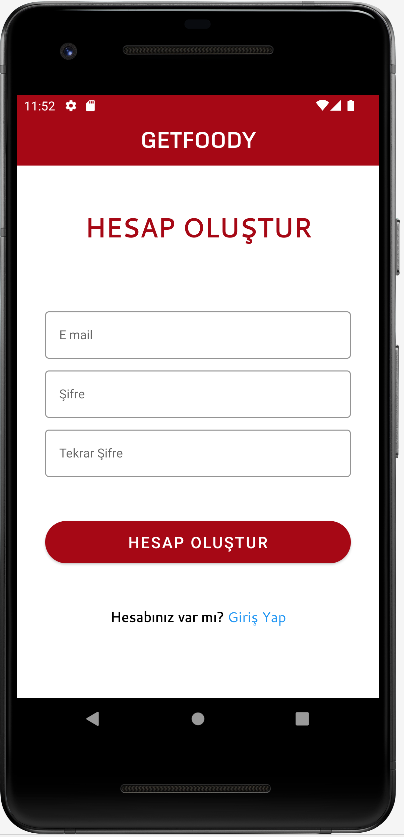 11:52
GETFOODY
HESAP OLUŞTUR
E mail
Şifre
Tekrar Şifre
HESAP OLUŞTUR
Hesabınız var mı? Giriş Yap